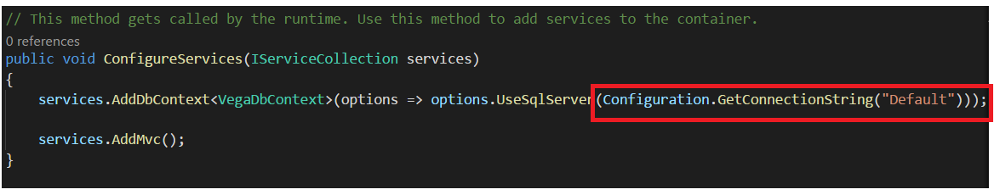 // This method gets called by the runtime. Use this method to add services to the container.
0 references
public void ConfigureServices(IServiceCollection services)
{
services.AddDbContext<VegaDbContext>(options => options.UseSqlServer(Configuration.GetConnectionString("Default")));
services.AddMvc();
}